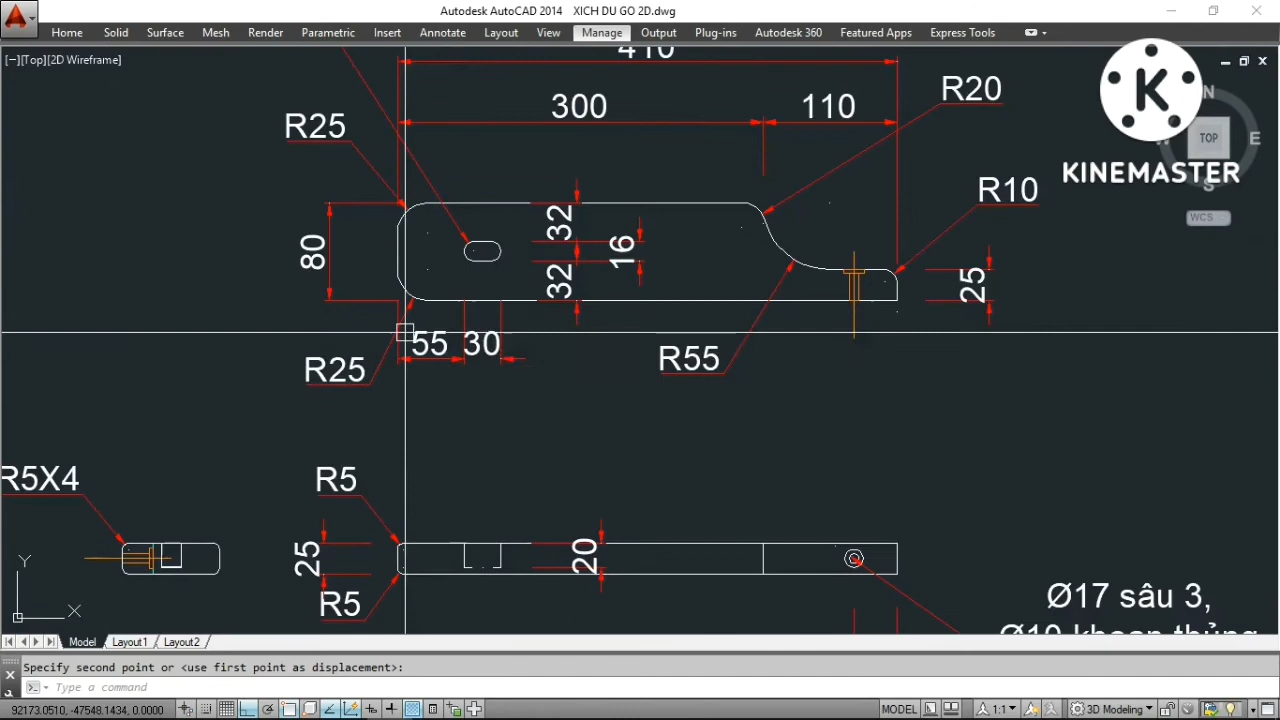 Autodesk AutoCAD 2014 XICH DU GO 2D.dwg
Home Solid Surface Mesh Render Parametric Insert Annotate Layout View Manage Output Plug-ins Autodesk 360 Featured Apps Express Tools
[−][Top][2D Wireframe]
410
300
110
R20
R25
R10
80
32
16
32
25
55
30
R25
R55
N
TOP
E
S
WCS
K
KINEMASTER
R5X4
R5
25
20
R5
Ø17 sâu 3,
Ø10 khoan thủng
Y
X
Model Layout1 Layout2
Specify second point or <use first point as displacement>:
Type a command
92173.0510, -47548.1434, 0.0000
MODEL
1:1
3D Modeling